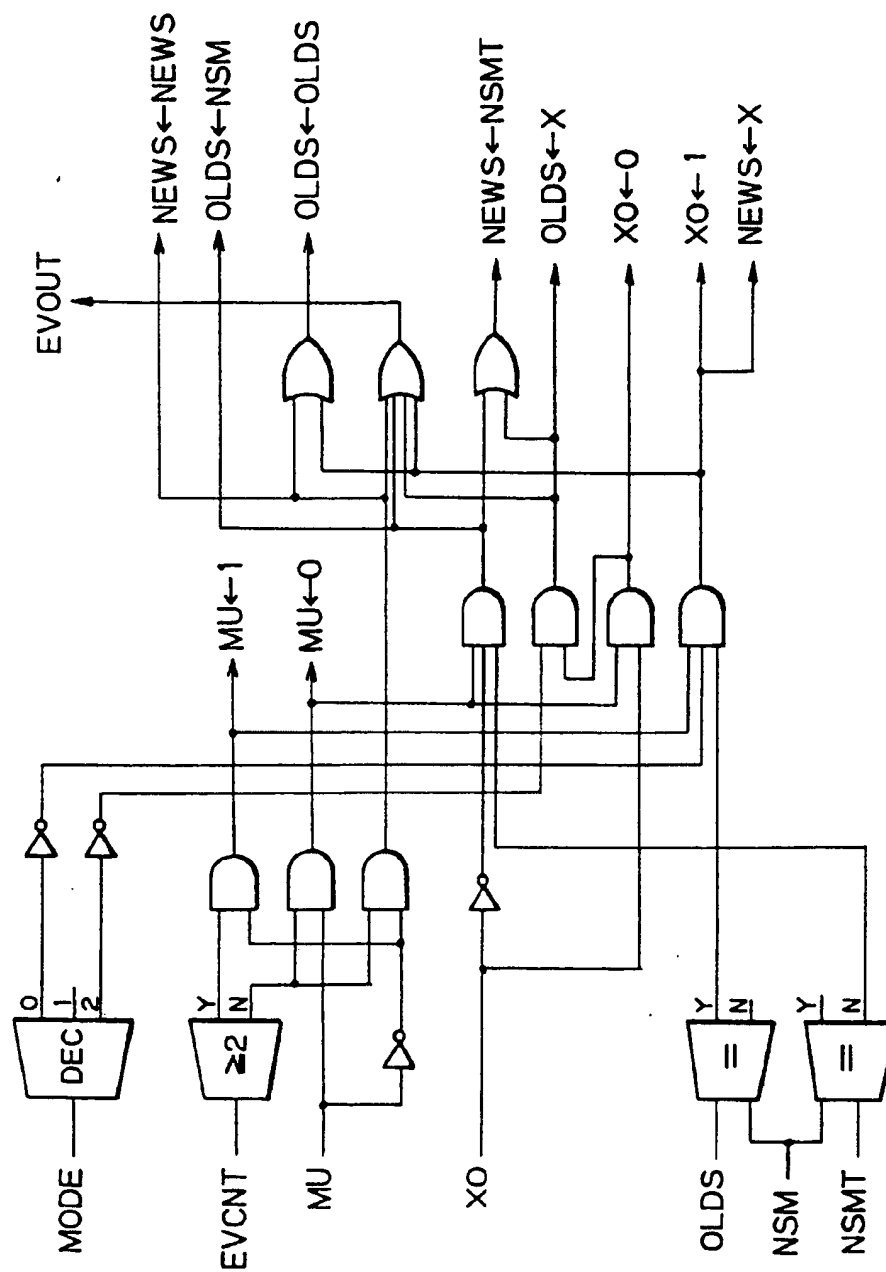 EVOUT
NEWS←NEWS
OLDS←NSM
OLDS←OLDS
MU←1
MU←0
NEWS←NSMT
OLDS←X
XO←0
XO←1
NEWS←X
0
1
2
DEC
MODE
Y
N
≧2
EVCNT
MU
XO
Y
N
=
OLDS
NSM
Y
N
=
NSMT